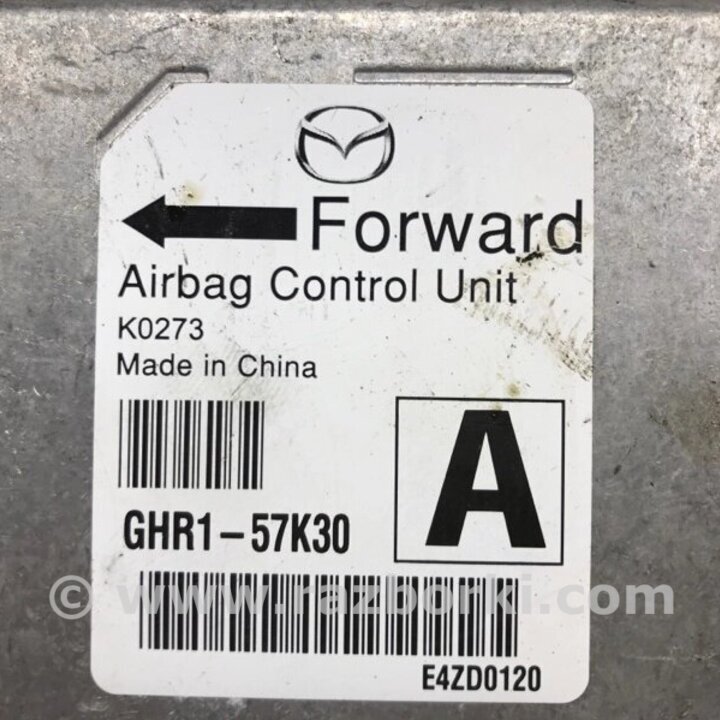 Forward
Airbag Control Unit
K0273
Made in China
A
GHR1-57K30
© www.razborki.com
E4ZD0120